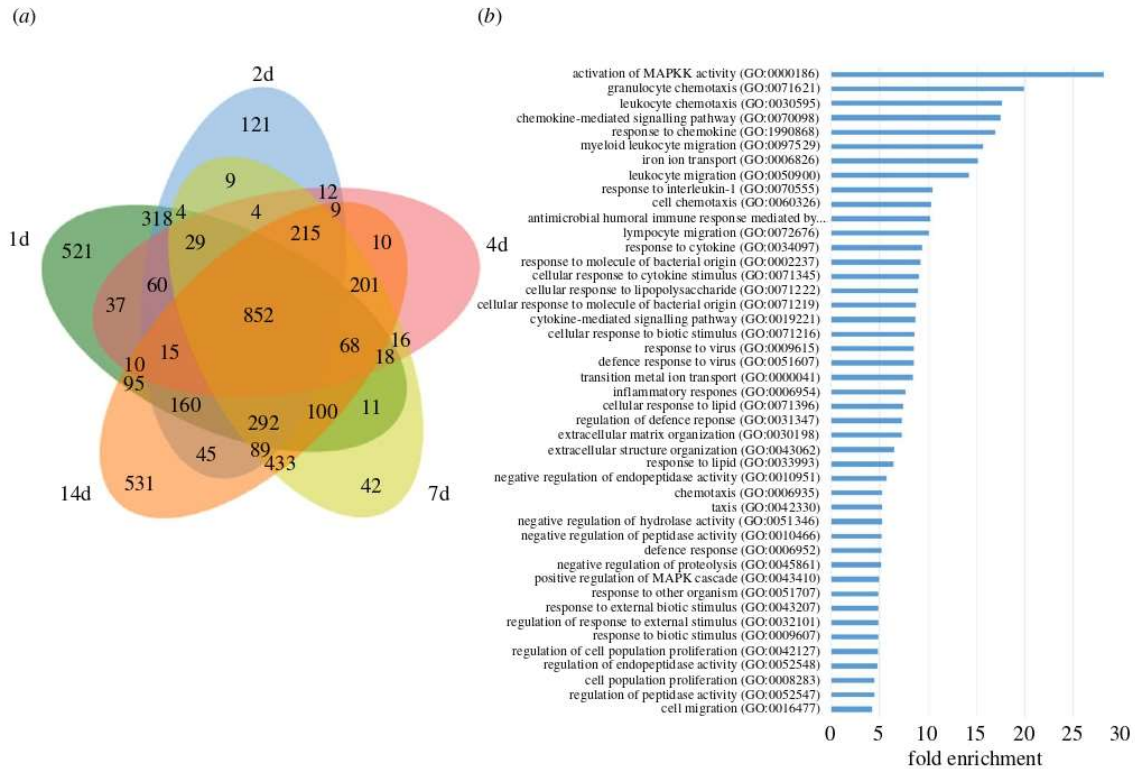 (a)
2d
121
9
12
318
4
4
9
1d
521
29
215
10
4d
60
201
37
852
16
15
68
18
10
95
160
292
100
11
45
89
433
14d
531
42
7d
(b)
activation of MAPKK activity (GO:0000186)
granulocyte chemotaxis (GO:0071621)
leukocyte chemotaxis (GO:0030595)
chemokine-mediated signalling pathway (GO:0070098)
response to chemokine (GO:1990868)
myeloid leukocyte migration (GO:0097529)
iron ion transport (GO:0006826)
leukocyte migration (GO:0050900)
response to interleukin-1 (GO:0070555)
cell chemotaxis (GO:0060326)
antimicrobial humoral immune response mediated by...
lympocyte migration (GO:0072676)
response to cytokine (GO:0034097)
response to molecule of bacterial origin (GO:0002237)
cellular response to cytokine stimulus (GO:0071345)
cellular response to lipopolysaccharide (GO:0071222)
cellular response to molecule of bacterial origin (GO:0071219)
cytokine-mediated signalling pathway (GO:0019221)
cellular response to biotic stimulus (GO:0071216)
response to virus (GO:0009615)
defence response to virus (GO:0051607)
transition metal ion transport (GO:0000041)
inflammatory respones (GO:0006954)
cellular response to lipid (GO:0071396)
regulation of defence reponse (GO:0031347)
extracellular matrix organization (GO:0030198)
extracellular structure organization (GO:0043062)
response to lipid (GO:0033993)
negative regulation of endopeptidase activity (GO:0010951)
chemotaxis (GO:0006935)
taxis (GO:0042330)
negative regulation of hydrolase activity (GO:0051346)
negative regulation of peptidase activity (GO:0010466)
defence response (GO:0006952)
negative regulation of proteolysis (GO:0045861)
positive regulation of MAPK cascade (GO:0043410)
response to other organism (GO:0051707)
response to external biotic stimulus (GO:0043207)
regulation of response to external stimulus (GO:0032101)
response to biotic stimulus (GO:0009607)
regulation of cell population proliferation (GO:0042127)
regulation of endopeptidase activity (GO:0052548)
cell population proliferation (GO:0008283)
regulation of peptidase activity (GO:0052547)
cell migration (GO:0016477)
0 5 10 15 20 25 30
fold enrichment